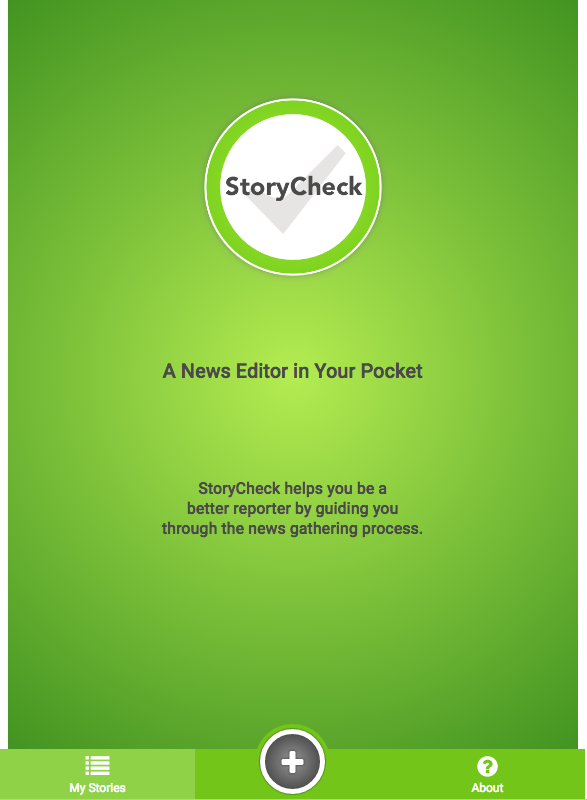 StoryCheck
A News Editor in Your Pocket
StoryCheck helps you be a
better reporter by guiding you
through the news gathering process.
My Stories
About